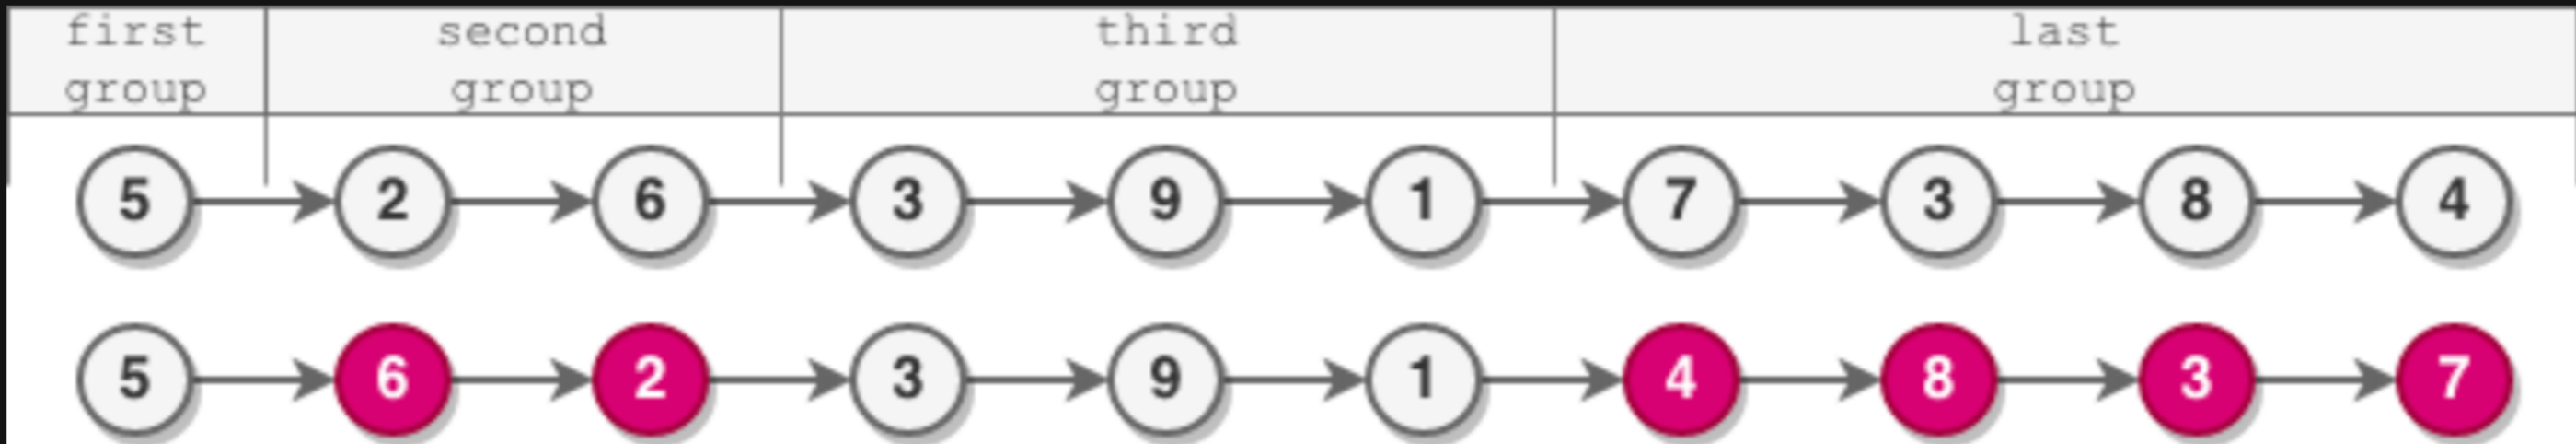 first second third last
group group group group
5 2 6 3 9 1 7 3 8 4
5 6 2 3 9 1 4 8 3 7